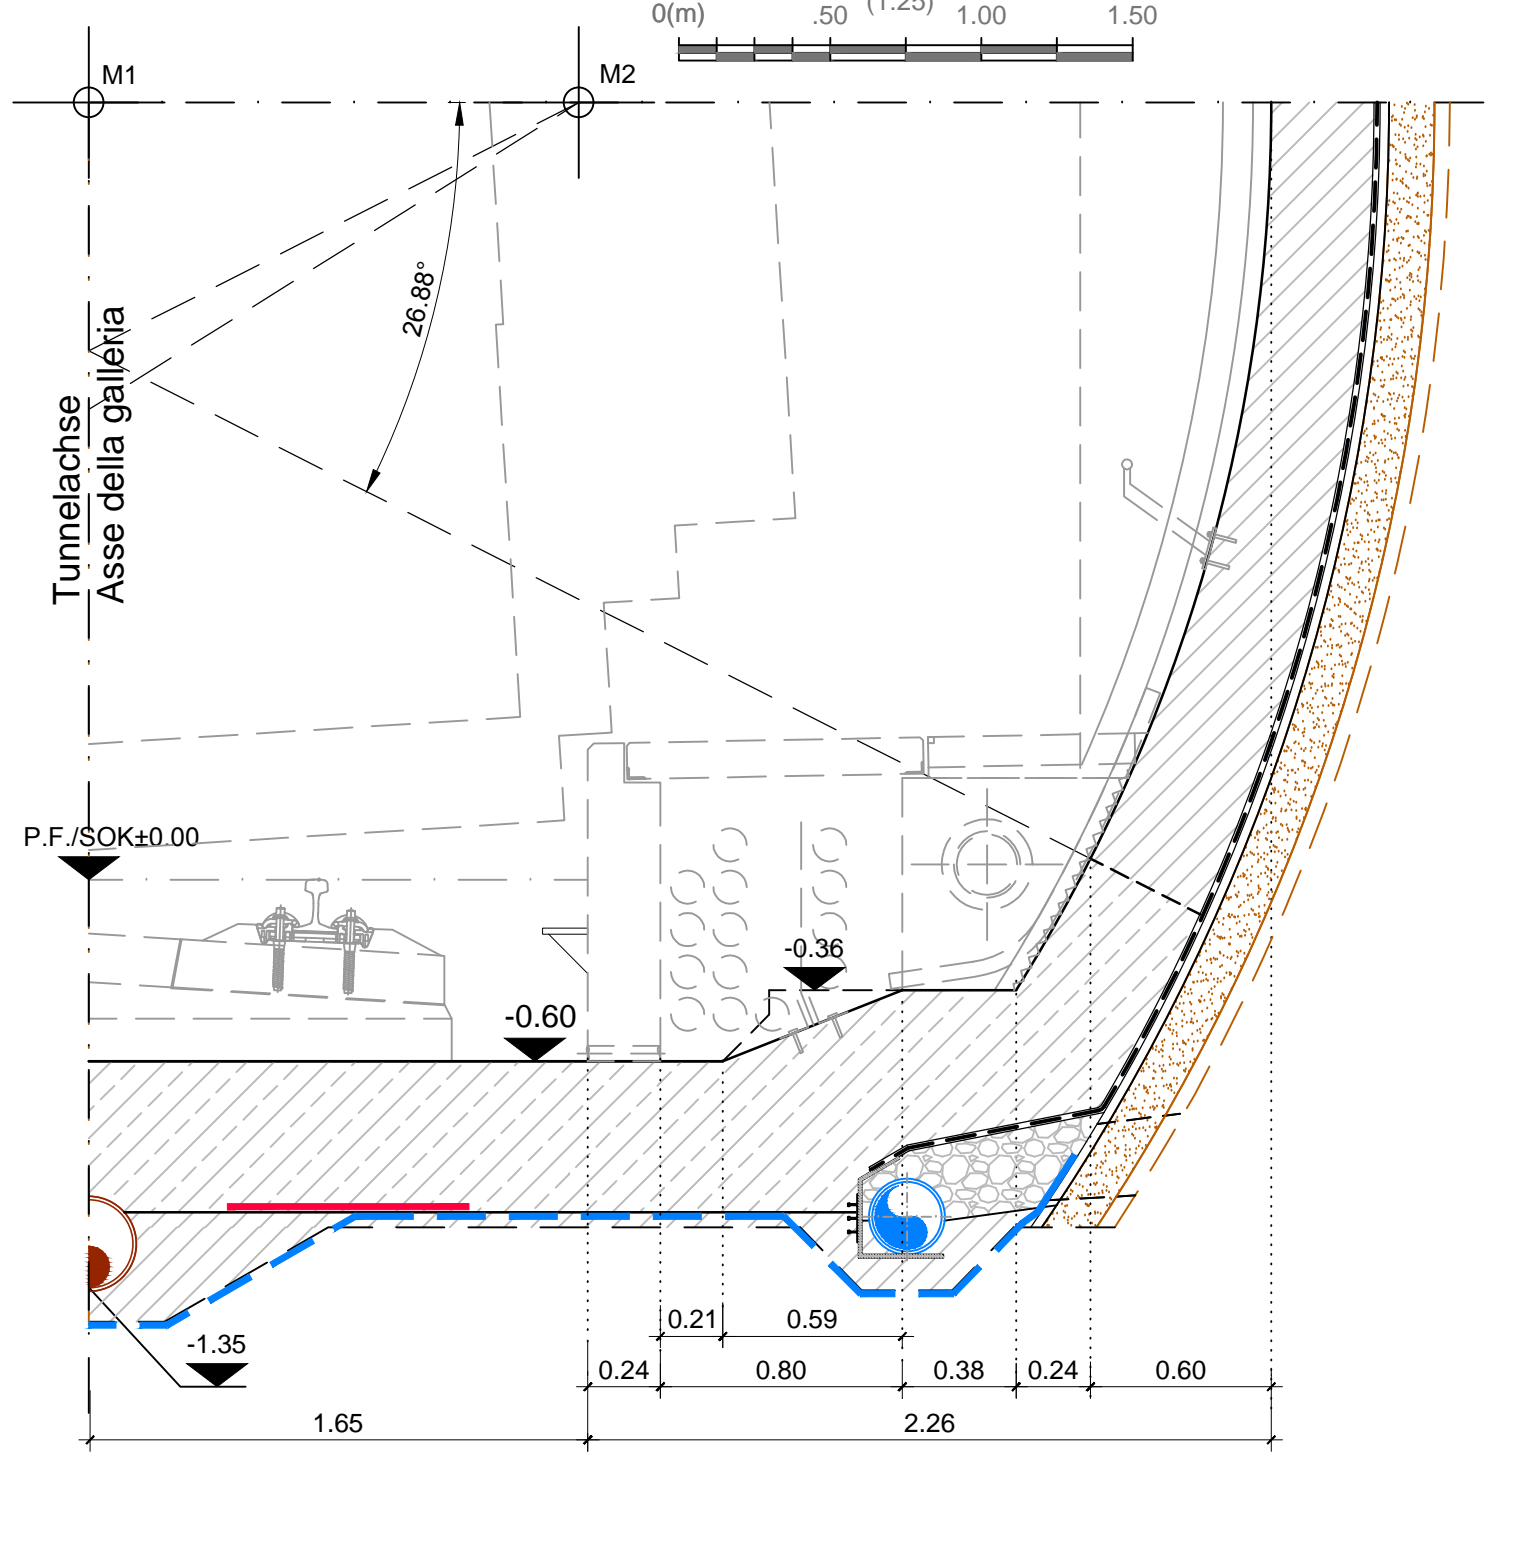 (1.25)
0(m) .50 1.00 1.50
M1
M2
26.88°
Tunnelachse
Asse della galleria
P.F./SOK±0.00
-0.36
-0.60
-1.35
0.21 0.59
0.24 0.80 0.38 0.24 0.60
1.65 2.26